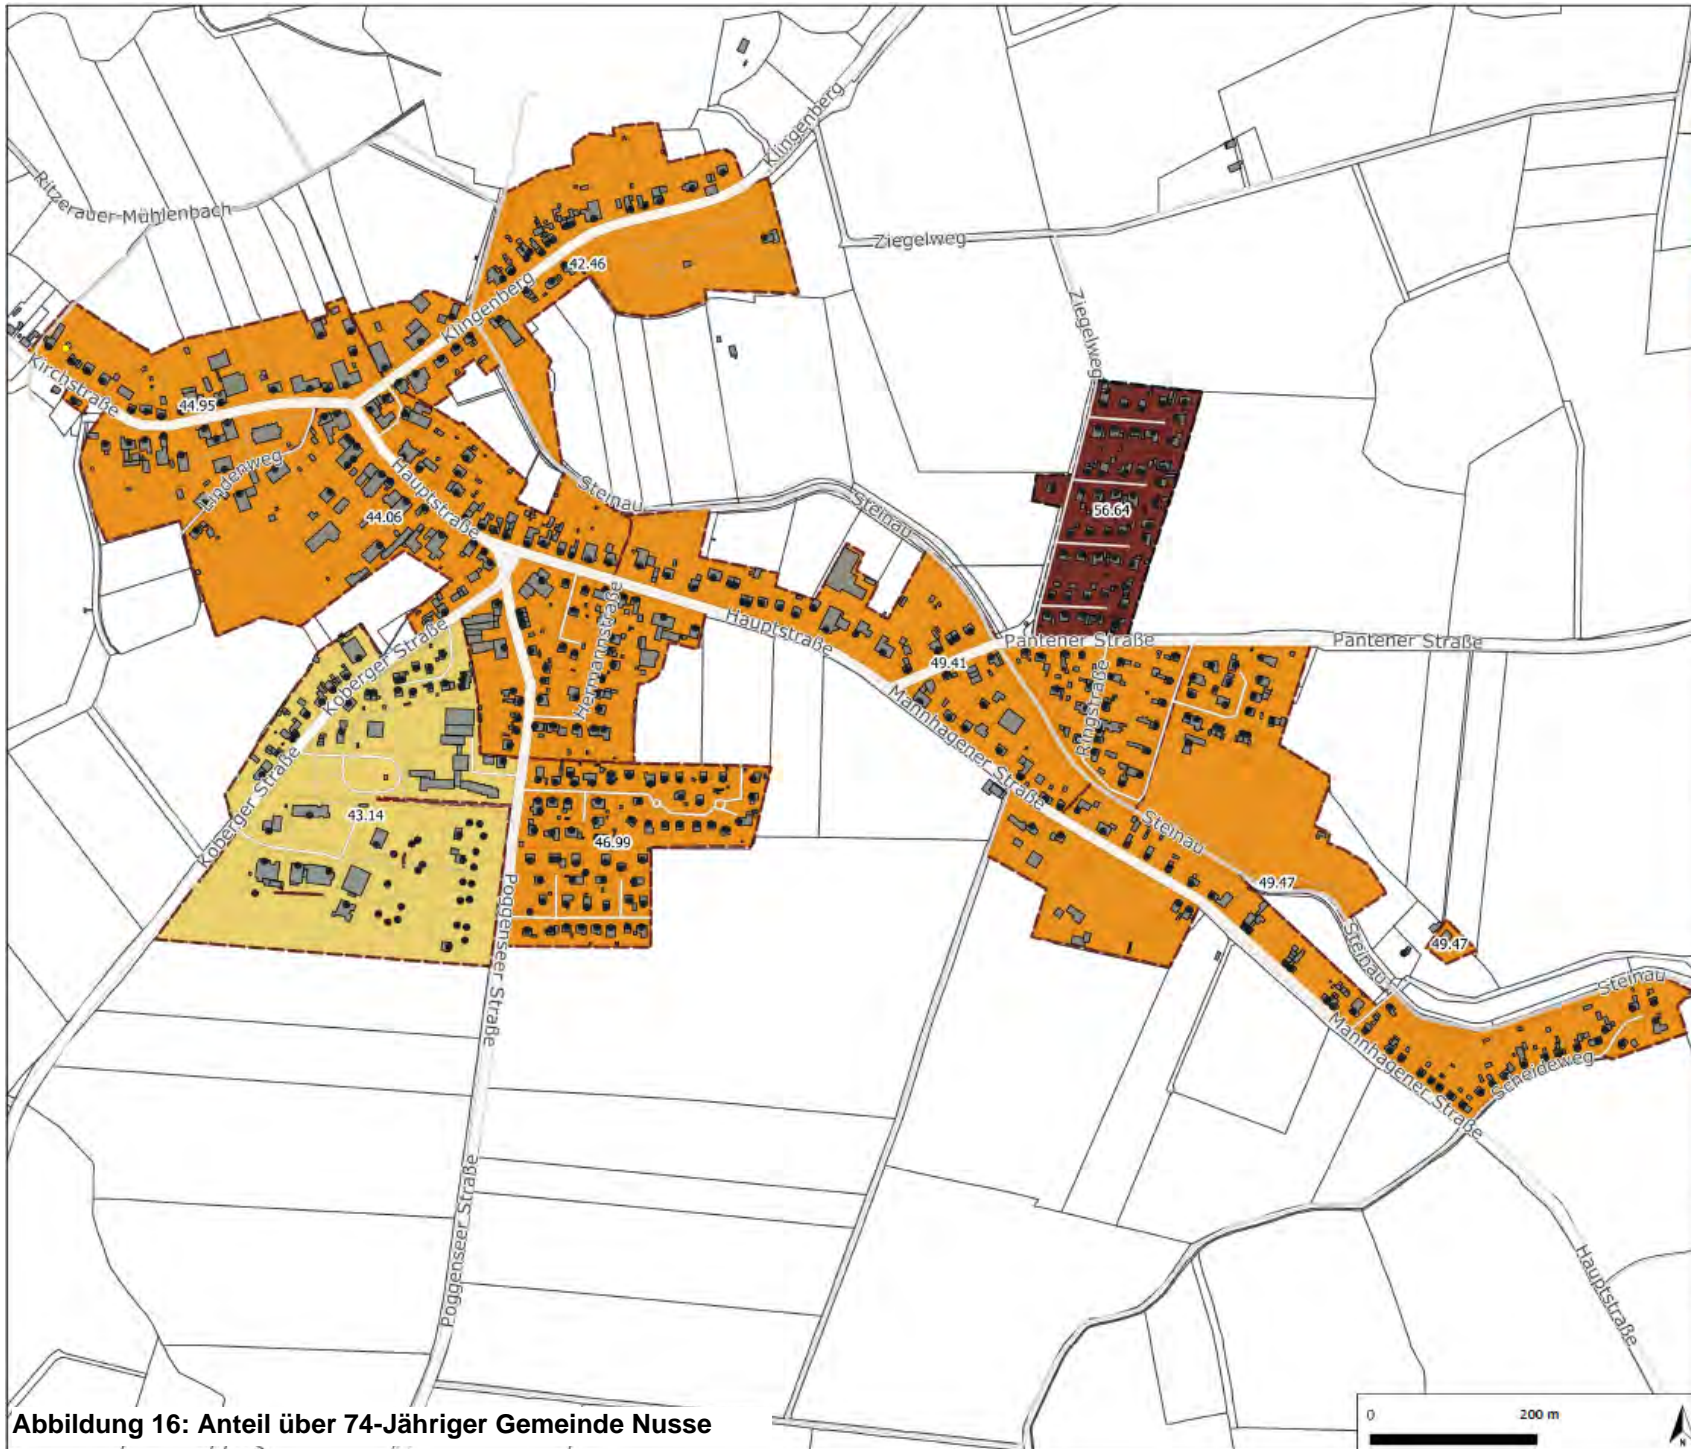 Klingenberg
Ritzerauer Mühlenbach
Ziegelweg
42.46
Klingenberg
Ziegelweg
Kirchstraße
44.95
Lindenweg
Hauptstraße
Steinau
Steinau
44.06
56.64
Hermannstraße
Hauptstraße
Pantener Straße
Pantener Straße
Koberger Straße
49.41
Ringstraße
Mannhagener Straße
Koberger Straße
43.14
46.99
Steinau
49.47
Poggenseer Straße
Steinau
49.47
Steinau
Mannhagener Straße
Scheideweg
Poggenseer Straße
Hauptstraße
Abbildung 16: Anteil über 74-Jähriger Gemeinde Nusse
0 200 m
N